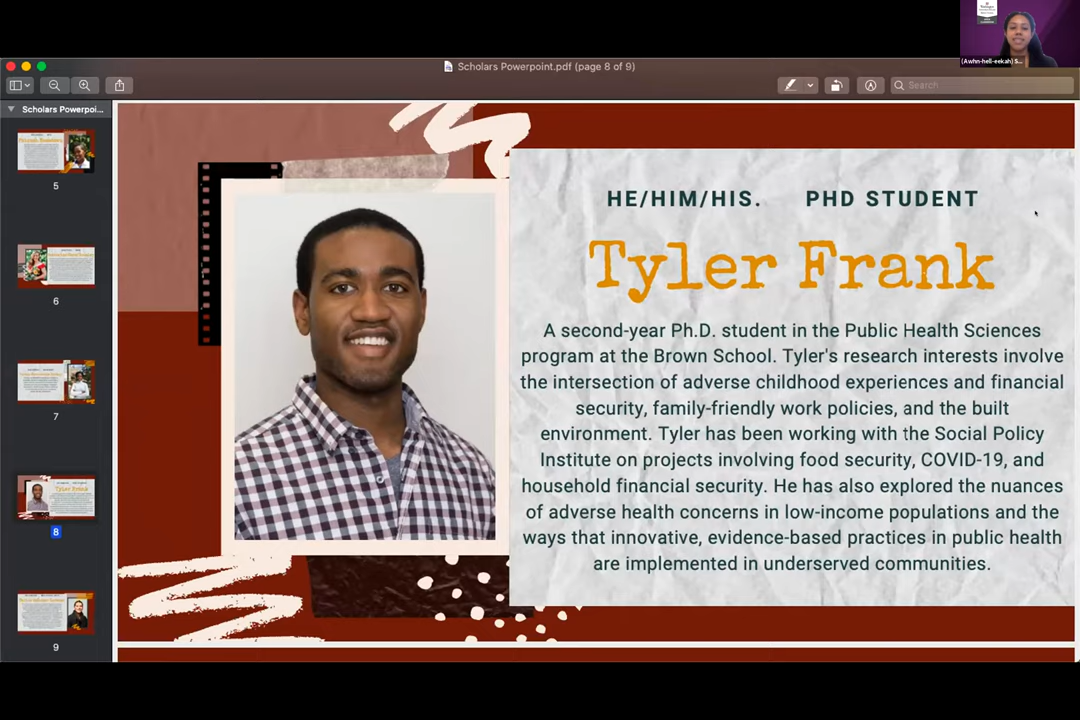 (Awhn-hell-eekah) S...
Scholars Powerpoint.pdf (page 8 of 9)
Search
Scholars Powerpoi...
5
6
7
8
9
HE/HIM/HIS. PHD STUDENT
Tyler Frank
A second-year Ph.D. student in the Public Health Sciences
program at the Brown School. Tyler's research interests involve
the intersection of adverse childhood experiences and financial
security, family-friendly work policies, and the built
environment. Tyler has been working with the Social Policy
Institute on projects involving food security, COVID-19, and
household financial security. He has also explored the nuances
of adverse health concerns in low-income populations and the
ways that innovative, evidence-based practices in public health
are implemented in underserved communities.